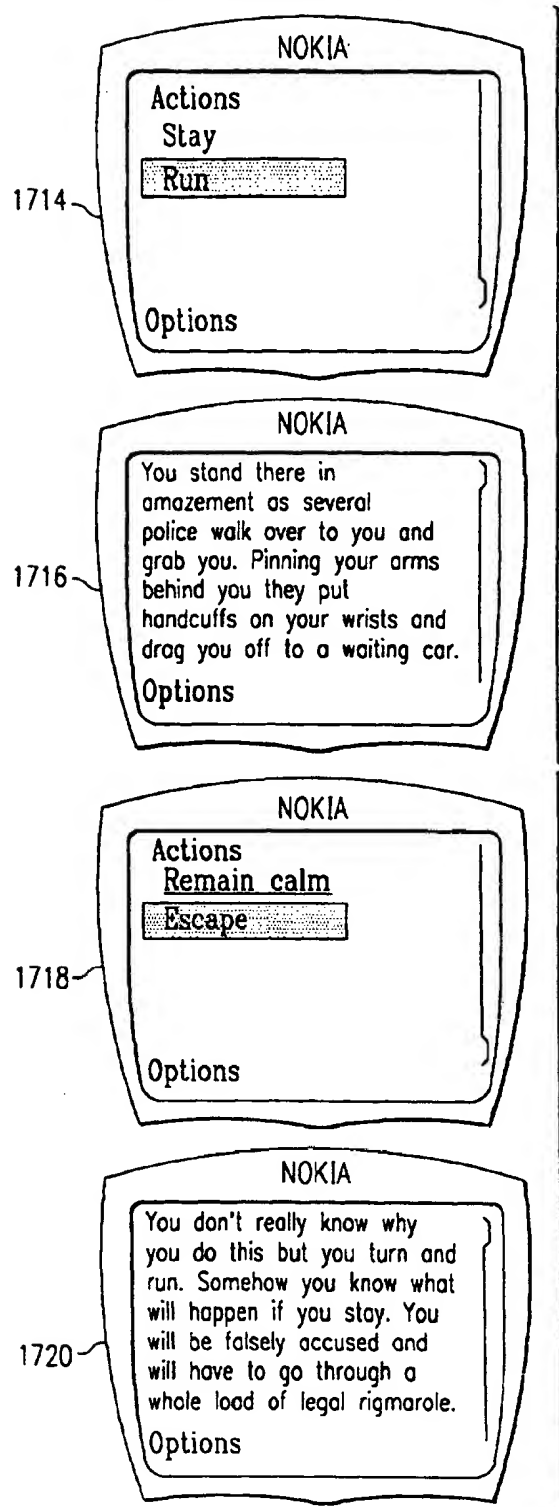 NOKIA
Actions
Stay
Run
1714
Options
NOKIA
You stand there in
amazement as several
police walk over to you and
grab you. Pinning your arms
1716
behind you they put
handcuffs on your wrists and
drag you off to a waiting car.
Options
NOKIA
Actions
Remain calm
Escape
1718
Options
NOKIA
You don't really know why
you do this but you turn and
run. Somehow you know what
will happen if you stay. You
will be falsely accused and
1720
will have to go through a
whole load of legal rigmarole.
Options